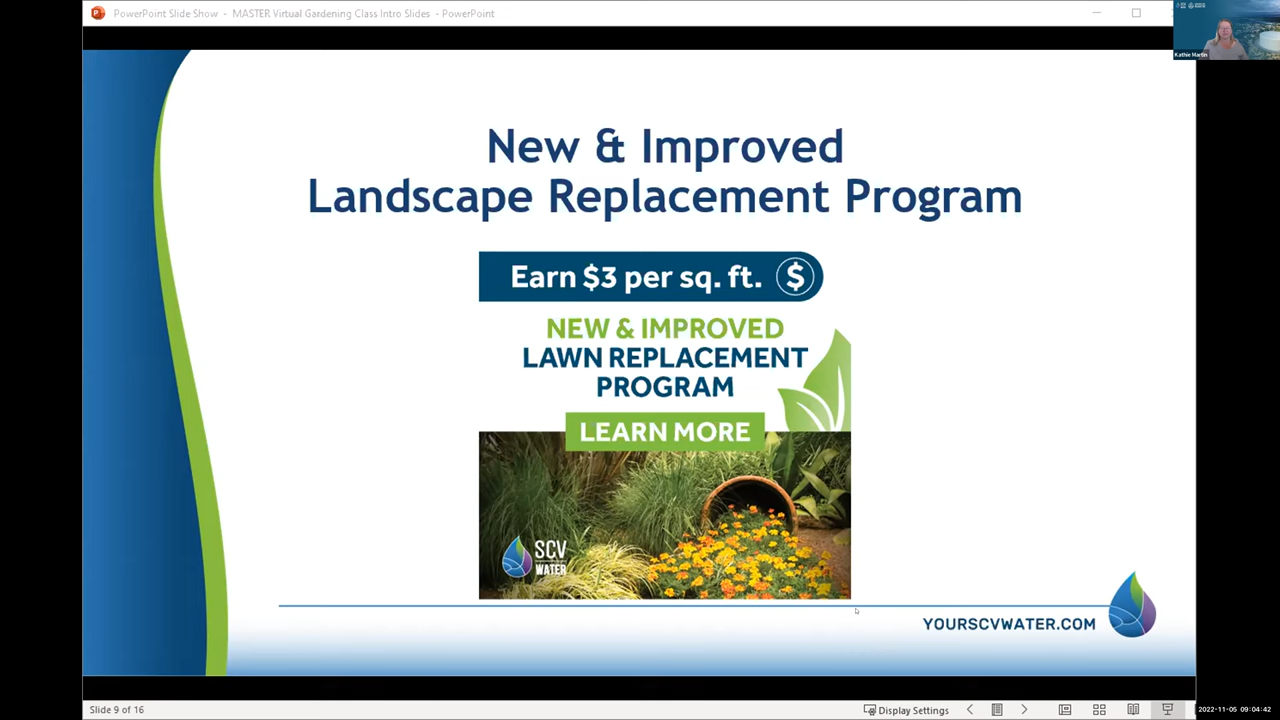 PowerPoint Slide Show - MASTER Virtual Gardening Class Intro Slides - PowerPoint
Kathie Martin
New & Improved
Landscape Replacement Program
Earn $3 per sq. ft. $
NEW & IMPROVED
LAWN REPLACEMENT
PROGRAM
LEARN MORE
SCV
WATER
YOURSCVWATER.COM
Slide 9 of 16
Display Settings
2022-11-05 09:04:42